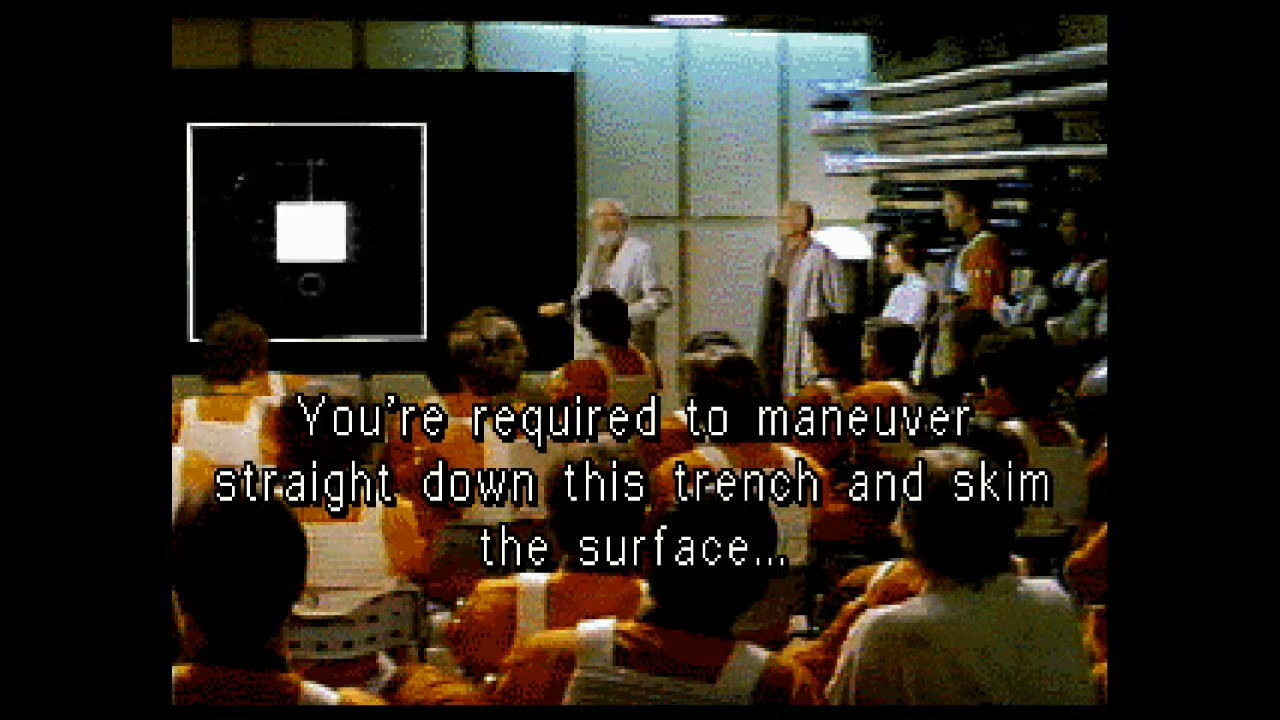 You're required to maneuver
straight down this trench and skim
the surface...